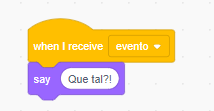 when I receive evento
say Que tal?!